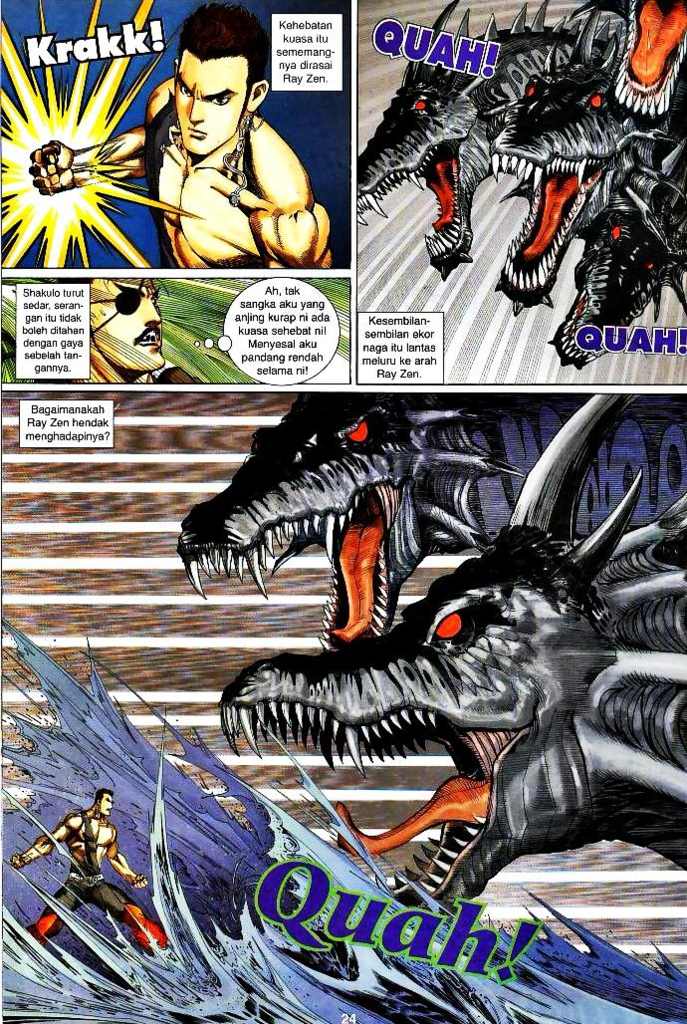 Krakk!
Kehebatan
kuasa itu
sememang-
nya dirasai
Ray Zen.
QUAH!
QUAH!
Kesembilan-
sembilan ekor
naga itu lantas
meluru ke arah
Ray Zen.
Shakulo turut
sedar, seran-
gan itu tidak
boleh ditahan
dengan gaya
sebelah tan-
gannya.
Ah, tak
sangka aku yang
anjing kurap ni ada
kuasa sehebat ni!
Menyesal aku
pandang rendah
selama ni!
Bagaimanakah
Ray Zen hendak
menghadapinya?
Quah!
24